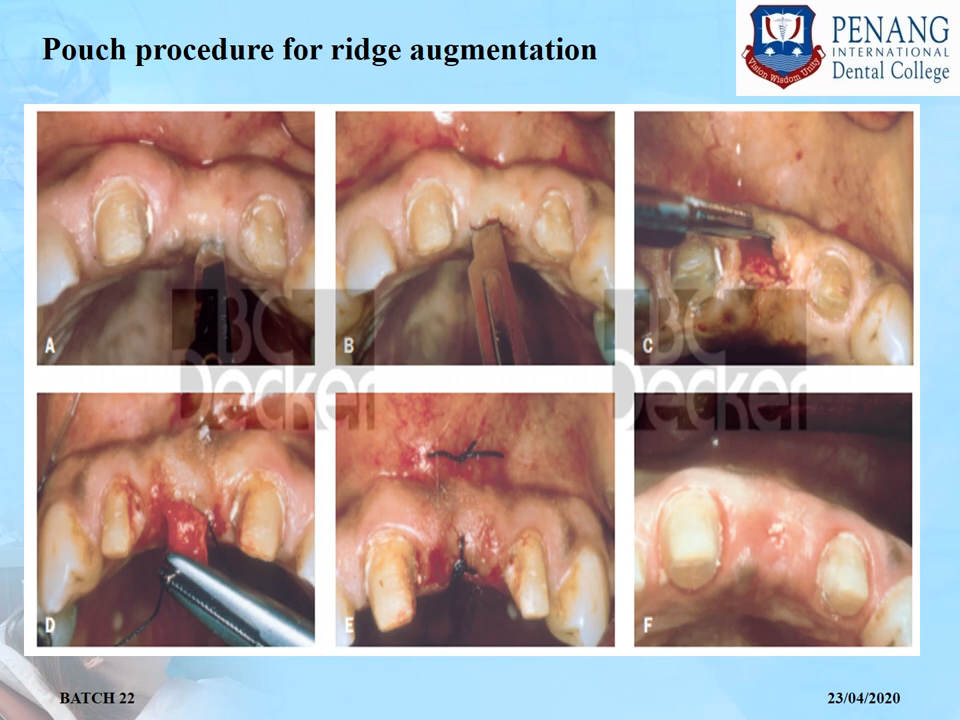 Pouch procedure for ridge augmentation
PENANG
INTERNATIONAL
Dental College
Vision Wisdom Unity
A
B
C
BC
Decker
BC
Decker
D
E
F
BATCH 22
23/04/2020